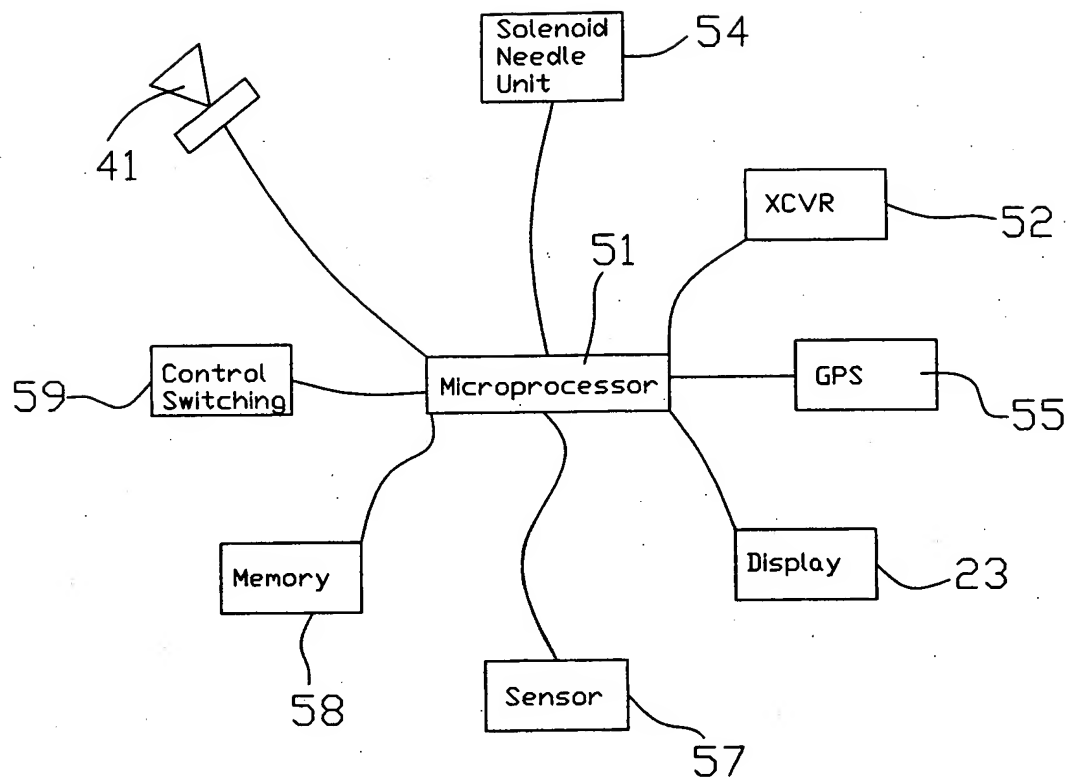 Solenoid
Needle
Unit
54
41
XCVR
52
51
Microprocessor
Control
Switching
59
GPS
55
Memory
58
Display
23
Sensor
57